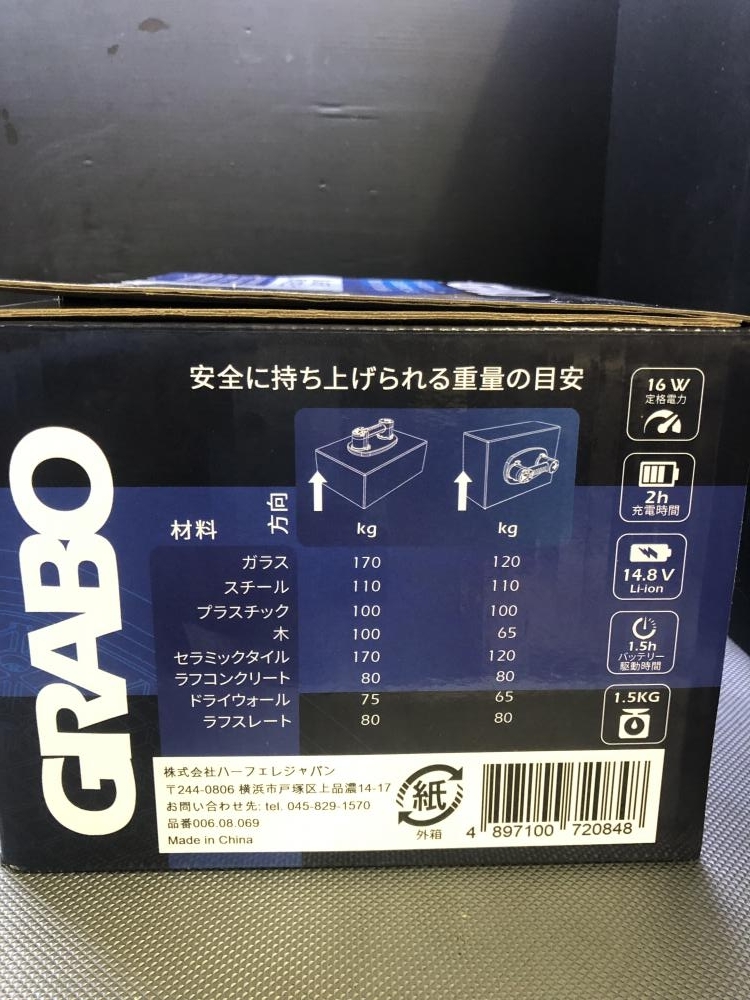 安全に持ち上げられる重量の目安
材料
方向
kg kg
ガラス 170 120
スチール 110 110
プラスチック 100 100
木 100 65
セラミックタイル 170 120
ラフコンクリート 80 80
ドライウォール 75 65
ラフスレート 80 80
16 W
定格電力
2h
充電時間
14.8 V
Li-ion
1.5h
バッテリー
駆動時間
1.5KG
GRABO
株式会社ハーフェレジャパン
〒244-0806 横浜市戸塚区上品濃14-17
お問い合わせ先: tel. 045-829-1570
品番006.08.069
Made in China
紙
外箱
4 897100 720848